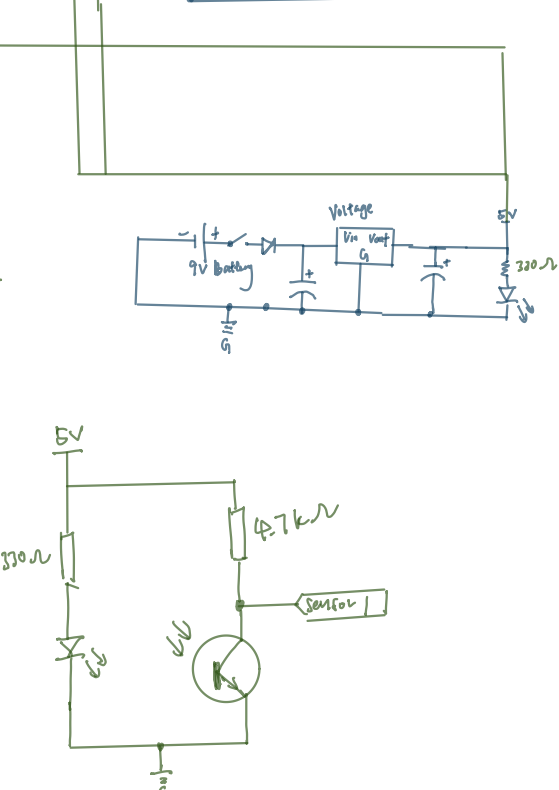 Voltage
5V
- +
Vin Vout
G
+
+
9V Battery
330Ω
G
5V
4.7kΩ
330Ω
Sensor 1